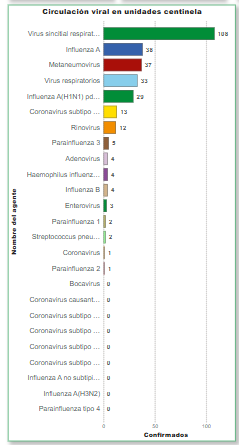 Circulación viral en unidades centinela
Nombre del agente
Virus sincitial respirat... 108
Influenza A 38
Metaneumovirus 37
Virus respiratorios 33
Influenza A(H1N1) pd... 29
Coronavirus subtipo ... 13
Rinovirus 12
Parainfluenza 3 5
Adenovirus 4
Haemophilus influenz... 4
Influenza B 4
Enterovirus 3
Parainfluenza 1 2
Streptococcus pneu... 2
Coronavirus 1
Parainfluenza 2 1
Bocavirus 0
Coronavirus causant... 0
Coronavirus subtipo ... 0
Coronavirus subtipo ... 0
Coronavirus subtipo ... 0
Coronavirus subtipo ... 0
Influenza A no subtipi... 0
Influenza A(H3N2) 0
Parainfluenza tipo 4 0
0 50 100
Confirmados